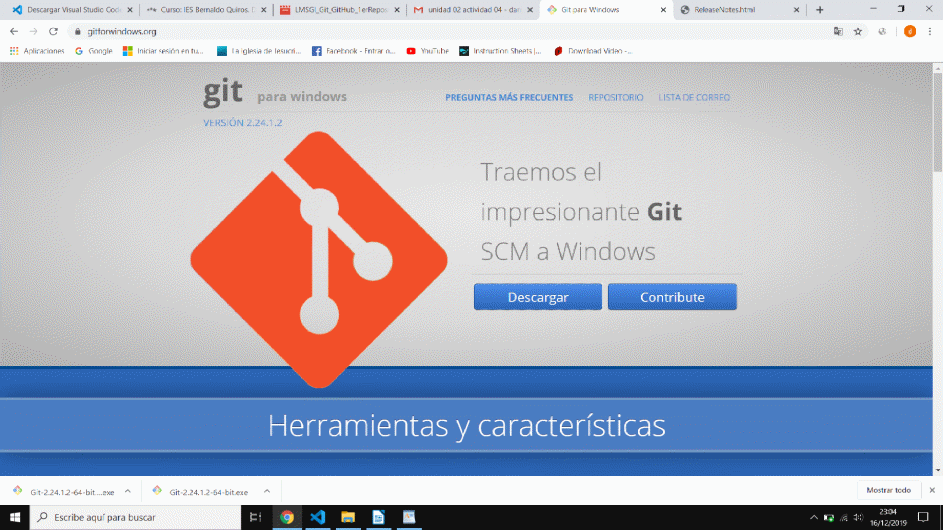 Descargar Visual Studio Code
Curso: IES Bernaldo Quiros. D
LMSGI_Git_GitHub_1erRepo
unidad 02 actividad 04 - dan
Git para Windows
ReleaseNotes.html
gitforwindows.org
Aplicaciones
Google
Iniciar sesión en tu...
La Iglesia de Jesucri...
Facebook - Entrar o...
YouTube
Instruction Sheets |...
Download Video -...
git para windows
PREGUNTAS MÁS FRECUENTES
REPOSITORIO
LISTA DE CORREO
VERSIÓN 2.24.1.2
Traemos el
impresionante Git
SCM a Windows
Descargar
Contribute
Herramientas y características
Git-2.24.1.2-64-bit....exe
Git-2.24.1.2-64-bit.exe
Mostrar todo
Escribe aquí para buscar
23:04
16/12/2019